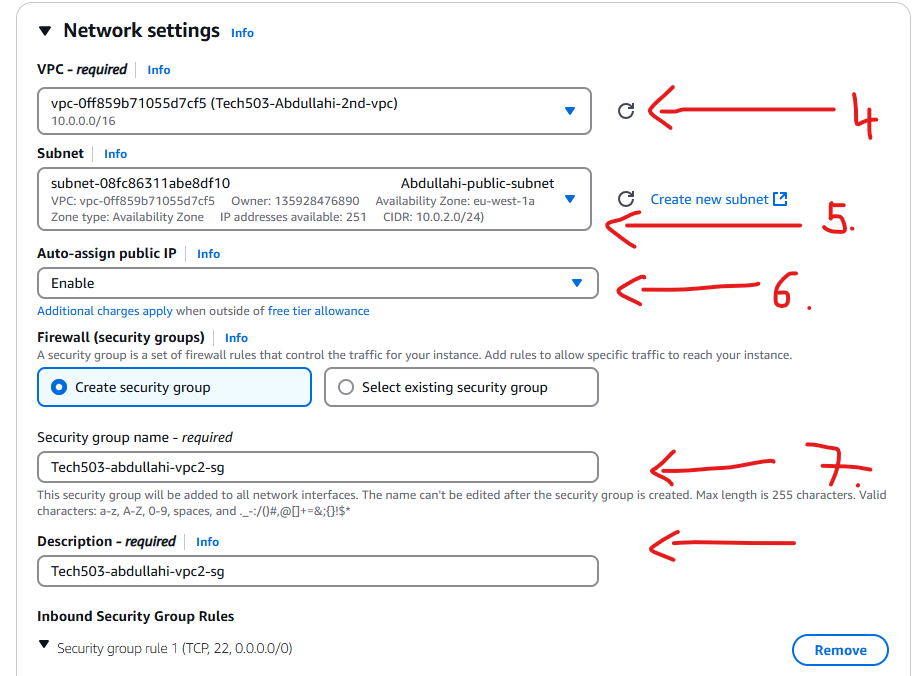 Network settings Info
VPC - required Info
vpc-0ff859b71055d7cf5 (Tech503-Abdullahi-2nd-vpc)
10.0.0.0/16
4
Subnet Info
subnet-08fc86311abe8df10 Abdullahi-public-subnet
VPC: vpc-0ff859b71055d7cf5 Owner: 135928476890 Availability Zone: eu-west-1a
Zone type: Availability Zone IP addresses available: 251 CIDR: 10.0.2.0/24)
Create new subnet
5.
Auto-assign public IP Info
Enable
6.
Additional charges apply when outside of free tier allowance
Firewall (security groups) Info
A security group is a set of firewall rules that control the traffic for your instance. Add rules to allow specific traffic to reach your instance.
Create security group Select existing security group
Security group name - required
Tech503-abdullahi-vpc2-sg
7.
This security group will be added to all network interfaces. The name can't be edited after the security group is created. Max length is 255 characters. Valid
characters: a-z, A-Z, 0-9, spaces, and ._-:/()#,@[]+=&;{}!$*
Description - required Info
Tech503-abdullahi-vpc2-sg
Inbound Security Group Rules
Security group rule 1 (TCP, 22, 0.0.0.0/0)
Remove